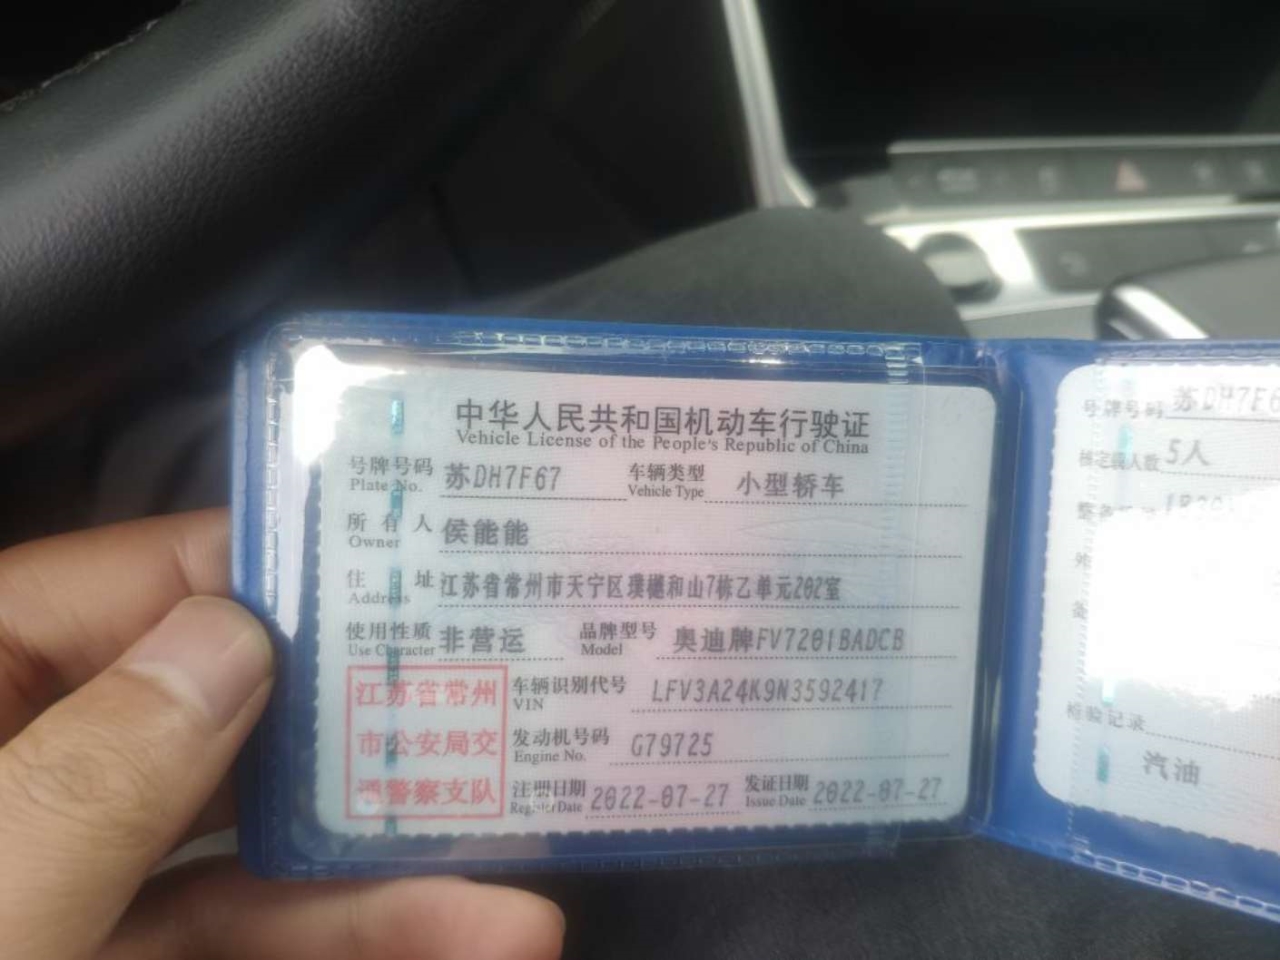 中华人民共和国机动车行驶证
Vehicle License of the People's Republic of China
号牌号码 苏DH7F67 车辆类型 小型轿车
Plate No. Vehicle Type
所有人 侯能能
Owner
住址 江苏省常州市天宁区璞樾和山7栋乙单元202室
Address
使用性质 非营运 品牌型号 奥迪牌FV7201BADCB
Use Character Model
江苏省常州
市公安局交
通警察支队
车辆识别代号 LFV3A24K9N3592417
VIN
发动机号码 G79725
Engine No.
注册日期 2022-07-27 发证日期 2022-07-27
Register Date Issue Date
号牌号码 苏DH7F6
核定载人数 5人
检验记录
汽油